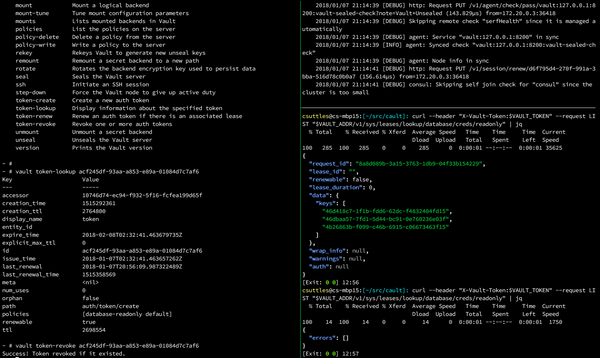 mount Mount a logical backend
mount-tune Tune mount configuration parameters
mounts Lists mounted backends in Vault
policies List the policies on the server
policy-delete Delete a policy from the server
policy-write Write a policy to the server
rekey Rekeys Vault to generate new unseal keys
remount Remount a secret backend to a new path
rotate Rotates the backend encryption key used to persist data
seal Seals the Vault server
ssh Initiate an SSH session
step-down Force the Vault node to give up active duty
token-create Create a new auth token
token-lookup Display information about the specified token
token-renew Renew an auth token if there is an associated lease
token-revoke Revoke one or more auth tokens
unmount Unmount a secret backend
unseal Unseals the Vault server
version Prints the Vault version
~ #
~ # vault token-lookup acf245df-93aa-a853-e89a-01084d7c7af6
Key Value
--- -----
accessor 10746d74-ec94-f932-5f16-fcfea199d65f
creation_time 1515292361
creation_ttl 2764800
display_name token
entity_id
expire_time 2018-02-08T02:32:41.463679735Z
explicit_max_ttl 0
id acf245df-93aa-a853-e89a-01084d7c7af6
issue_time 2018-01-07T02:32:41.463657262Z
last_renewal 2018-01-07T20:56:09.987322489Z
last_renewal_time 1515358569
meta <nil>
num_uses 0
orphan false
path auth/token/create
policies [database-readonly default]
renewable true
ttl 2698554
~ # vault token-revoke acf245df-93aa-a853-e89a-01084d7c7af6
Success! Token revoked if it existed.
2018/01/07 21:14:39 [DEBUG] http: Request PUT /v1/agent/check/pass/vault:127.0.0.1:8200:vault-sealed-check?note=Vault+Unsealed (143.829µs) from=172.20.0.3:36418
2018/01/07 21:14:39 [DEBUG] Skipping remote check "serfHealth" since it is managed automatically
2018/01/07 21:14:39 [DEBUG] agent: Service "vault:127.0.0.1:8200" in sync
2018/01/07 21:14:39 [INFO] agent: Synced check "vault:127.0.0.1:8200:vault-sealed-check"
2018/01/07 21:14:39 [DEBUG] agent: Node info in sync
2018/01/07 21:14:41 [DEBUG] http: Request PUT /v1/session/renew/d6f795d4-270f-991a-3bba-516d78c0b0a7 (156.614µs) from=172.20.0.3:36418
2018/01/07 21:14:41 [DEBUG] consul: Skipping self join check for "consul" since the cluster is too small
csuttles@cs-mbp15:[~/src/cault]: curl --header "X-Vault-Token:$VAULT_TOKEN" --request LIST "$VAULT_ADDR/v1/sys/leases/lookup/database/creds/readonly" | jq
% Total % Received % Xferd Average Speed Time Time Time Current
Dload Upload Total Spent Left Speed
100 285 100 285 0 0 0:00:01 --:--:-- --:--:-- 0:00:01 35625
{
"request_id": "8a8d6896-3a15-3763-1db9-04f33b154229",
"lease_id": "",
"renewable": false,
"lease_duration": 0,
"data": {
"keys": [
]
},
"wrap_info": null,
"warnings": null,
"auth": null
}
[Exit: 0 0] 12:56
csuttles@cs-mbp15:[~/src/cault]: curl --header "X-Vault-Token:$VAULT_TOKEN" --request LIST "$VAULT_ADDR/v1/sys/leases/lookup/database/creds/readonly" | jq
% Total % Received % Xferd Average Speed Time Time Time Current
Dload Upload Total Spent Left Speed
100 14 100 14 0 0 0:00:01 --:--:-- --:--:-- 0:00:01 1750
{
"errors": []
}
[Exit: 0 0] 12:57